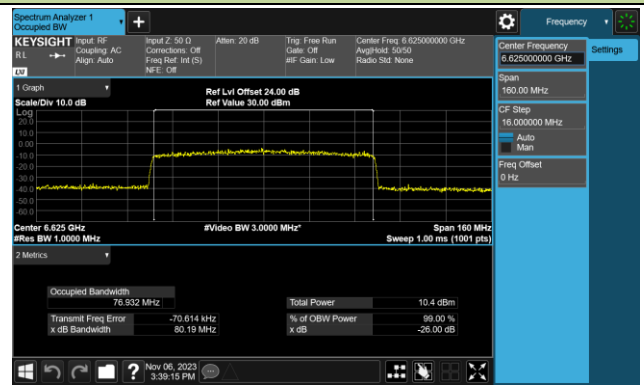 Spectrum Analyzer 1
Occupied BW
Frequency
KEYSIGHT
Input: RF
Input Z: 50 Ω
Atten: 20 dB
Trig: Free Run
Center Freq: 6.625000000 GHz
R L
Coupling: AC
Corrections: Off
Gate: Off
Avg|Hold: 50/50
Align: Auto
Freq Ref: Int (S)
#IF Gain: Low
Radio Std: None
NFE: Off
LXI
Center Frequency
6.625000000 GHz
Settings
Span
160.00 MHz
CF Step
16.000000 MHz
Auto
Man
Freq Offset
0 Hz
1 Graph
Ref Lvl Offset 24.00 dB
Scale/Div 10.0 dB
Ref Value 30.00 dBm
Log
20.0
10.0
0.00
-10.0
-20.0
-30.0
-40.0
-50.0
-60.0
Center 6.625 GHz
#Video BW 3.0000 MHz*
Span 160 MHz
#Res BW 1.0000 MHz
Sweep 1.00 ms (1001 pts)
2 Metrics
Occupied Bandwidth
76.932 MHz
Total Power
10.4 dBm
Transmit Freq Error
-70.614 kHz
% of OBW Power
99.00 %
x dB Bandwidth
80.19 MHz
x dB
-26.00 dB
?
Nov 06, 2023
3:39:15 PM